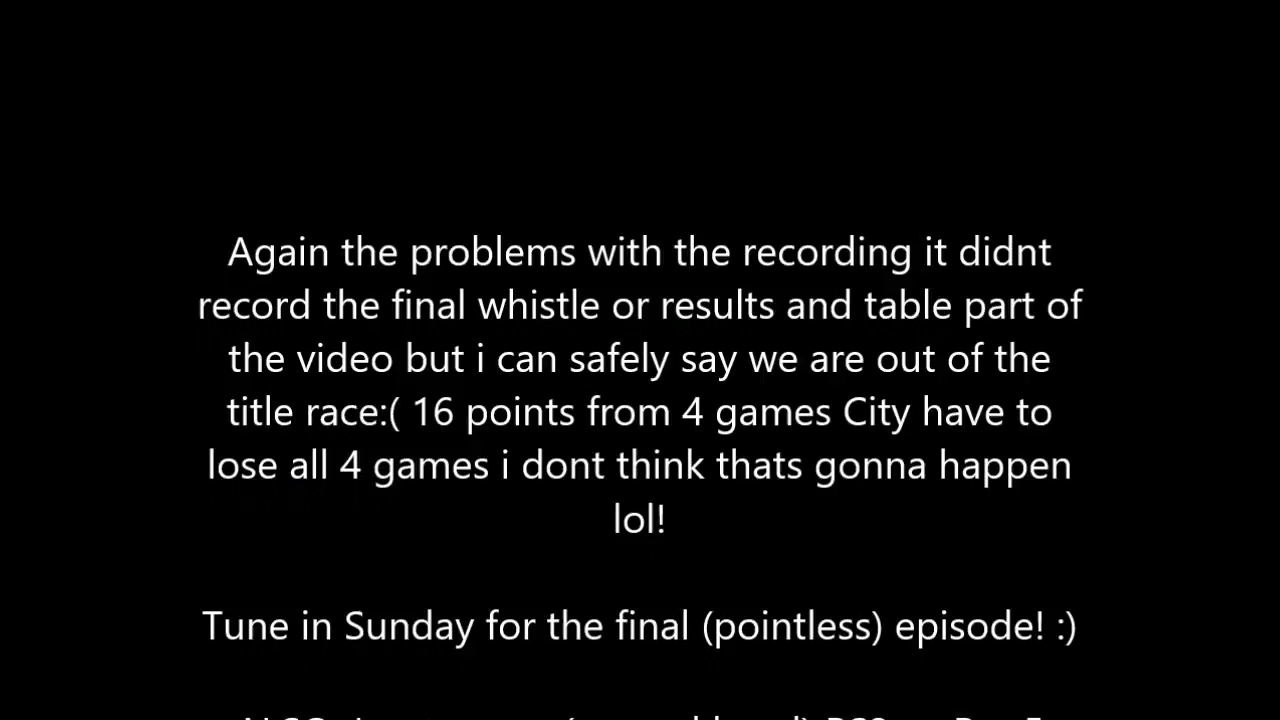 Again the problems with the recording it didnt
record the final whistle or results and table part of
the video but i can safely say we are out of the
title race:( 16 points from 4 games City have to
lose all 4 games i dont think thats gonna happen
lol!
Tune in Sunday for the final (pointless) episode! :)